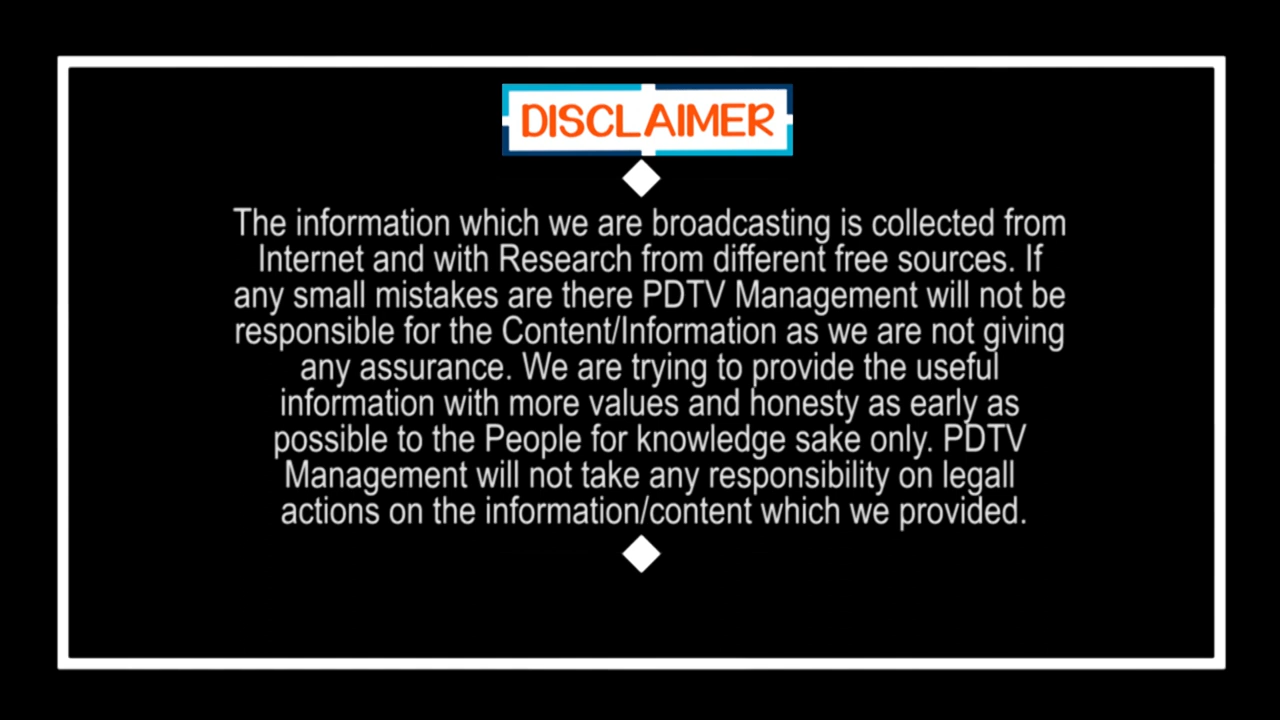 DISCLAIMER
The information which we are broadcasting is collected from
Internet and with Research from different free sources. If
any small mistakes are there PDTV Management will not be
responsible for the Content/Information as we are not giving
any assurance. We are trying to provide the useful
information with more values and honesty as early as
possible to the People for knowledge sake only. PDTV
Management will not take any responsibility on legall
actions on the information/content which we provided.